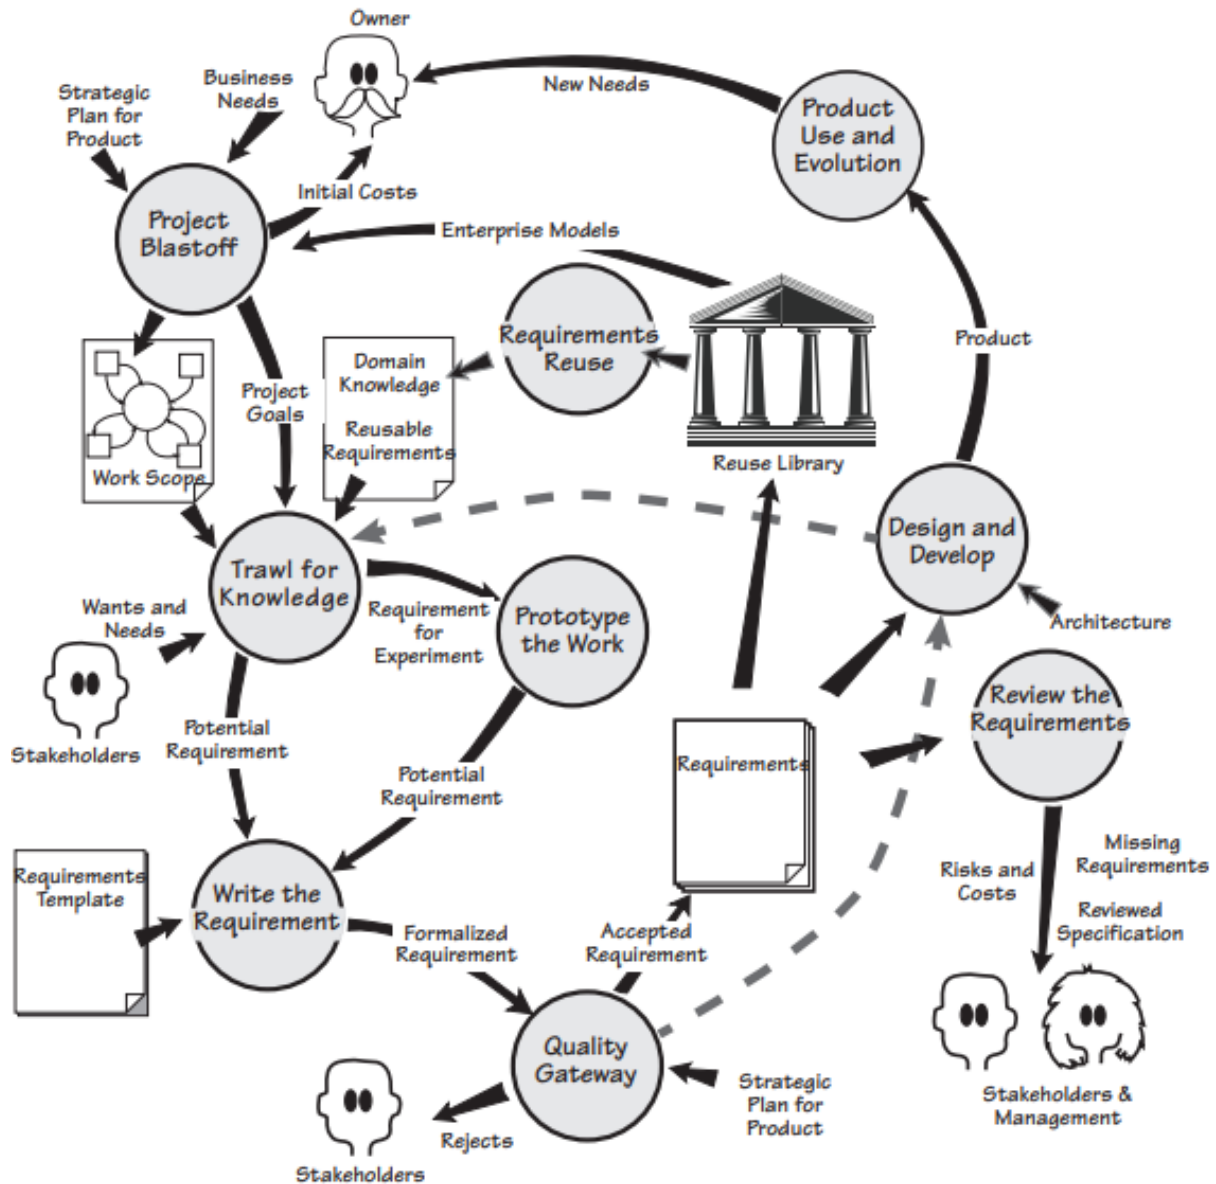 Owner
Strategic
Plan for
Product
Business
Needs
New Needs
Product
Use and
Evolution
Initial Costs
Project
Blastoff
Enterprise Models
Requirements
Reuse
Domain
Knowledge
Reusable
Requirements
Project
Goals
Work Scope
Reuse Library
Product
Design and
Develop
Architecture
Trawl for
Knowledge
Requirement
for
Experiment
Prototype
the Work
Wants and
Needs
Stakeholders
Potential
Requirement
Potential
Requirement
Requirements
Review the
Requirements
Requirements
Template
Write the
Requirement
Formalized
Requirement
Accepted
Requirement
Risks and
Costs
Missing
Requirements
Reviewed
Specification
Quality
Gateway
Strategic
Plan for
Product
Rejects
Stakeholders
Stakeholders &
Management